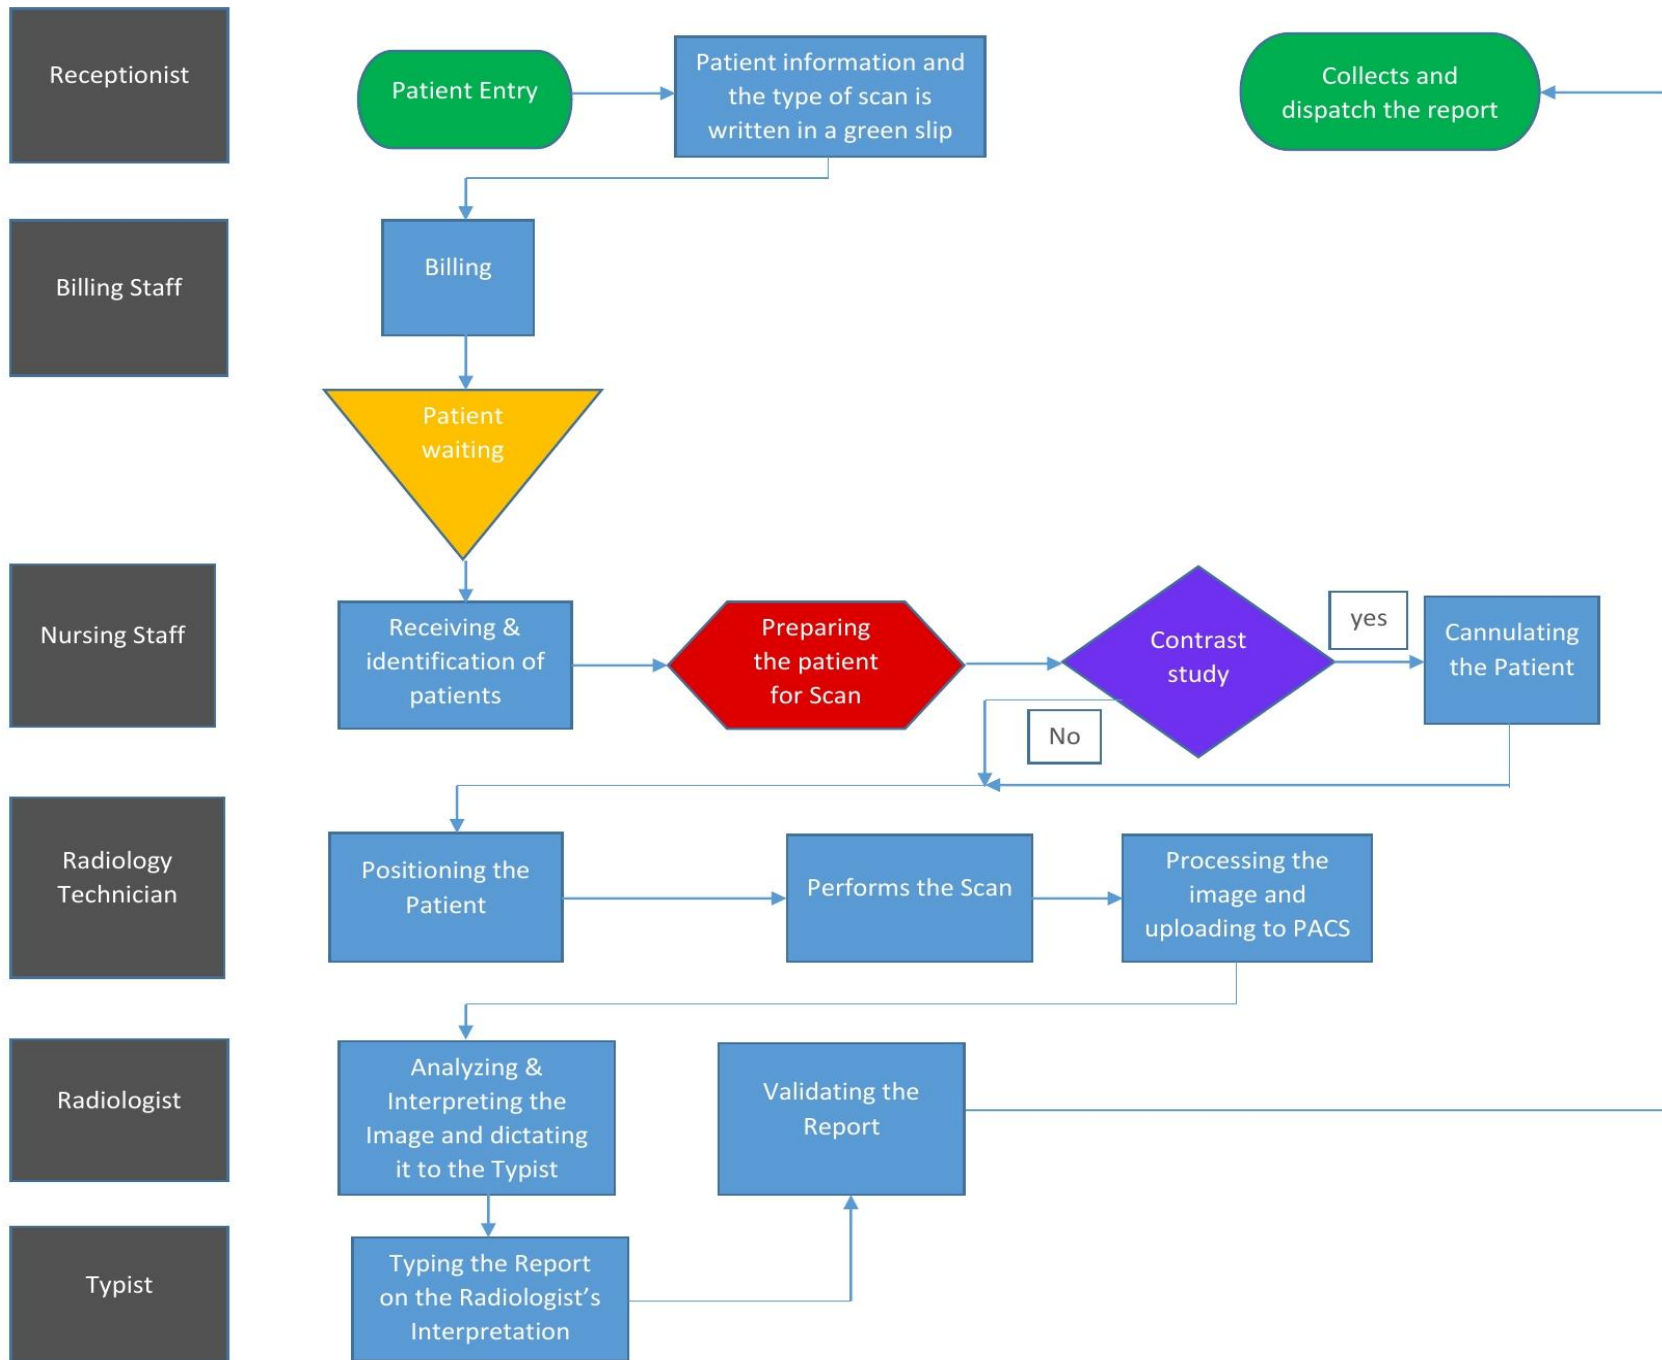 Receptionist
Patient Entry
Patient information and
the type of scan is
written in a green slip
Collects and
dispatch the report
Billing Staff
Billing
Patient
waiting
Nursing Staff
Receiving &
identification of
patients
Preparing
the patient
for Scan
Contrast
study
yes
Cannulating
the Patient
No
Radiology
Technician
Positioning the
Patient
Performs the Scan
Processing the
image and
uploading to PACS
Radiologist
Analyzing &
Interpreting the
Image and dictating
it to the Typist
Validating the
Report
Typist
Typing the Report
on the Radiologist’s
Interpretation